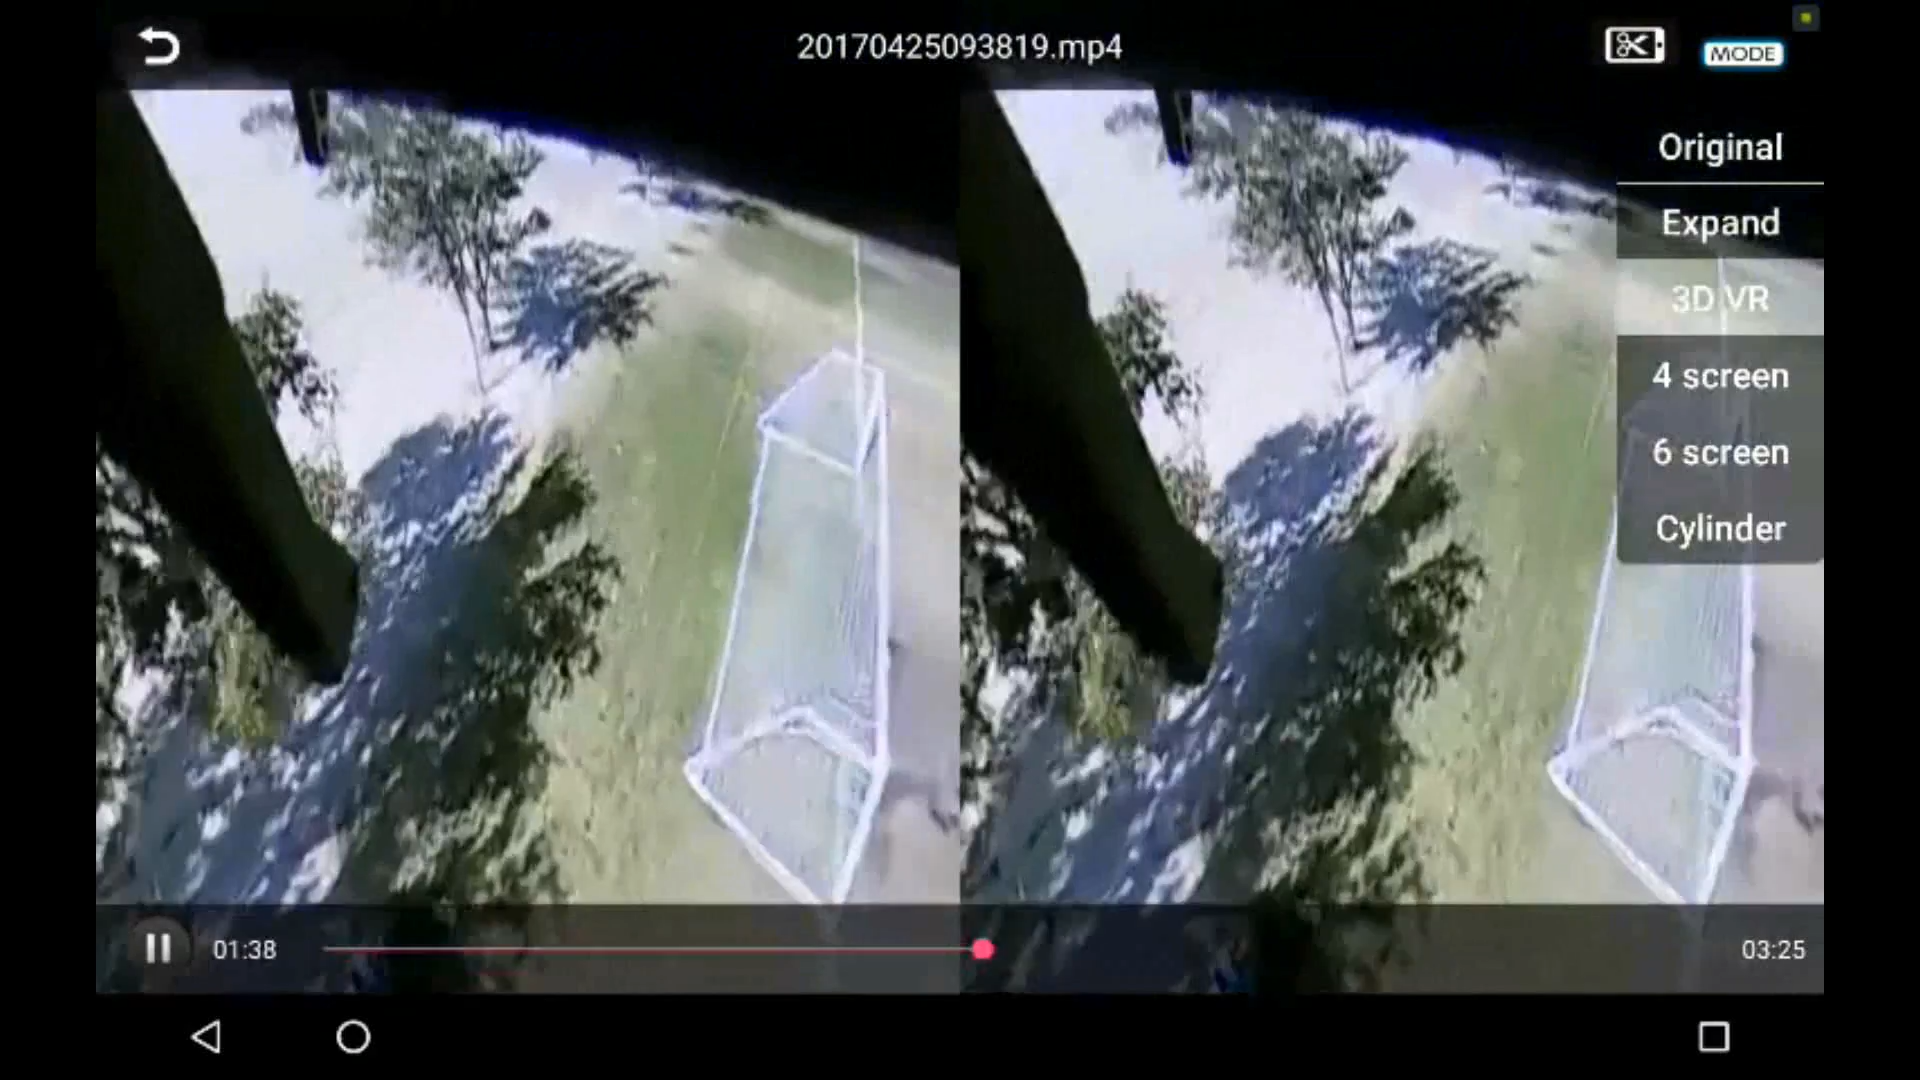 20170425093819.mp4
MODE
Original
Expand
3D VR
4 screen
6 screen
Cylinder
01:38
03:25